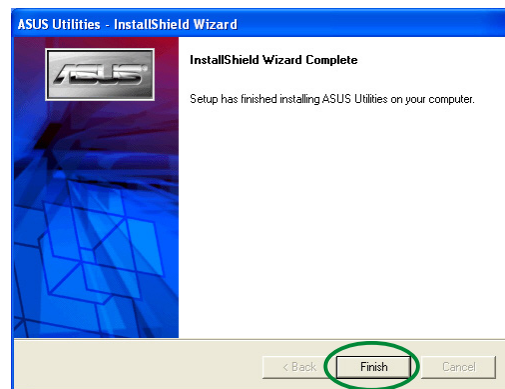 ASUS Utilities - InstallShield Wizard
ASUS
InstallShield Wizard Complete
Setup has finished installing ASUS Utilities on your computer.
< Back Finish Cancel